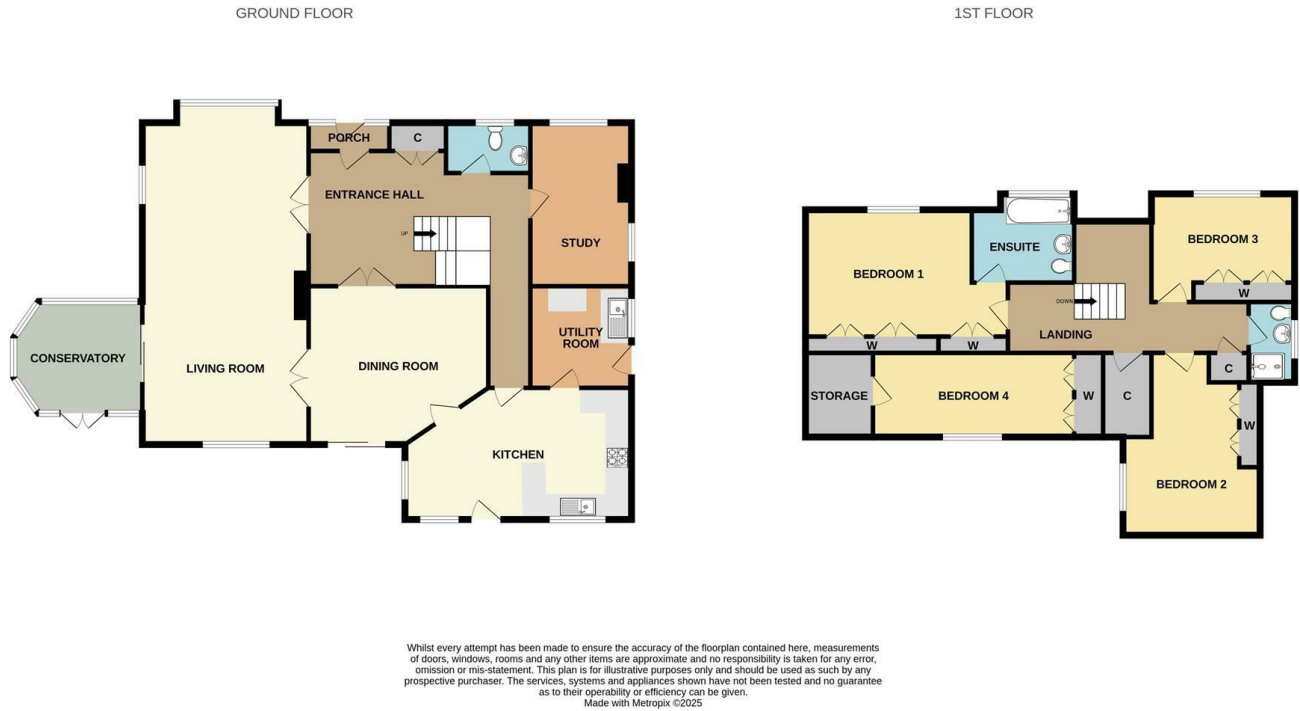 GROUND FLOOR
PORCH
C
ENTRANCE HALL
UP
STUDY
UTILITY
ROOM
CONSERVATORY
LIVING ROOM
DINING ROOM
KITCHEN
1ST FLOOR
BEDROOM 3
ENSUITE
BEDROOM 1
W
DOWN
LANDING
W
W
C
STORAGE
BEDROOM 4
W
C
W
BEDROOM 2
Whilst every attempt has been made to ensure the accuracy of the floorplan contained here, measurements
of doors, windows, rooms and any other items are approximate and no responsibility is taken for any error,
omission or mis-statement. This plan is for illustrative purposes only and should be used as such by any
prospective purchaser. The services, systems and appliances shown have not been tested and no guarantee
as to their operability or efficiency can be given.
Made with Metropix ©2025